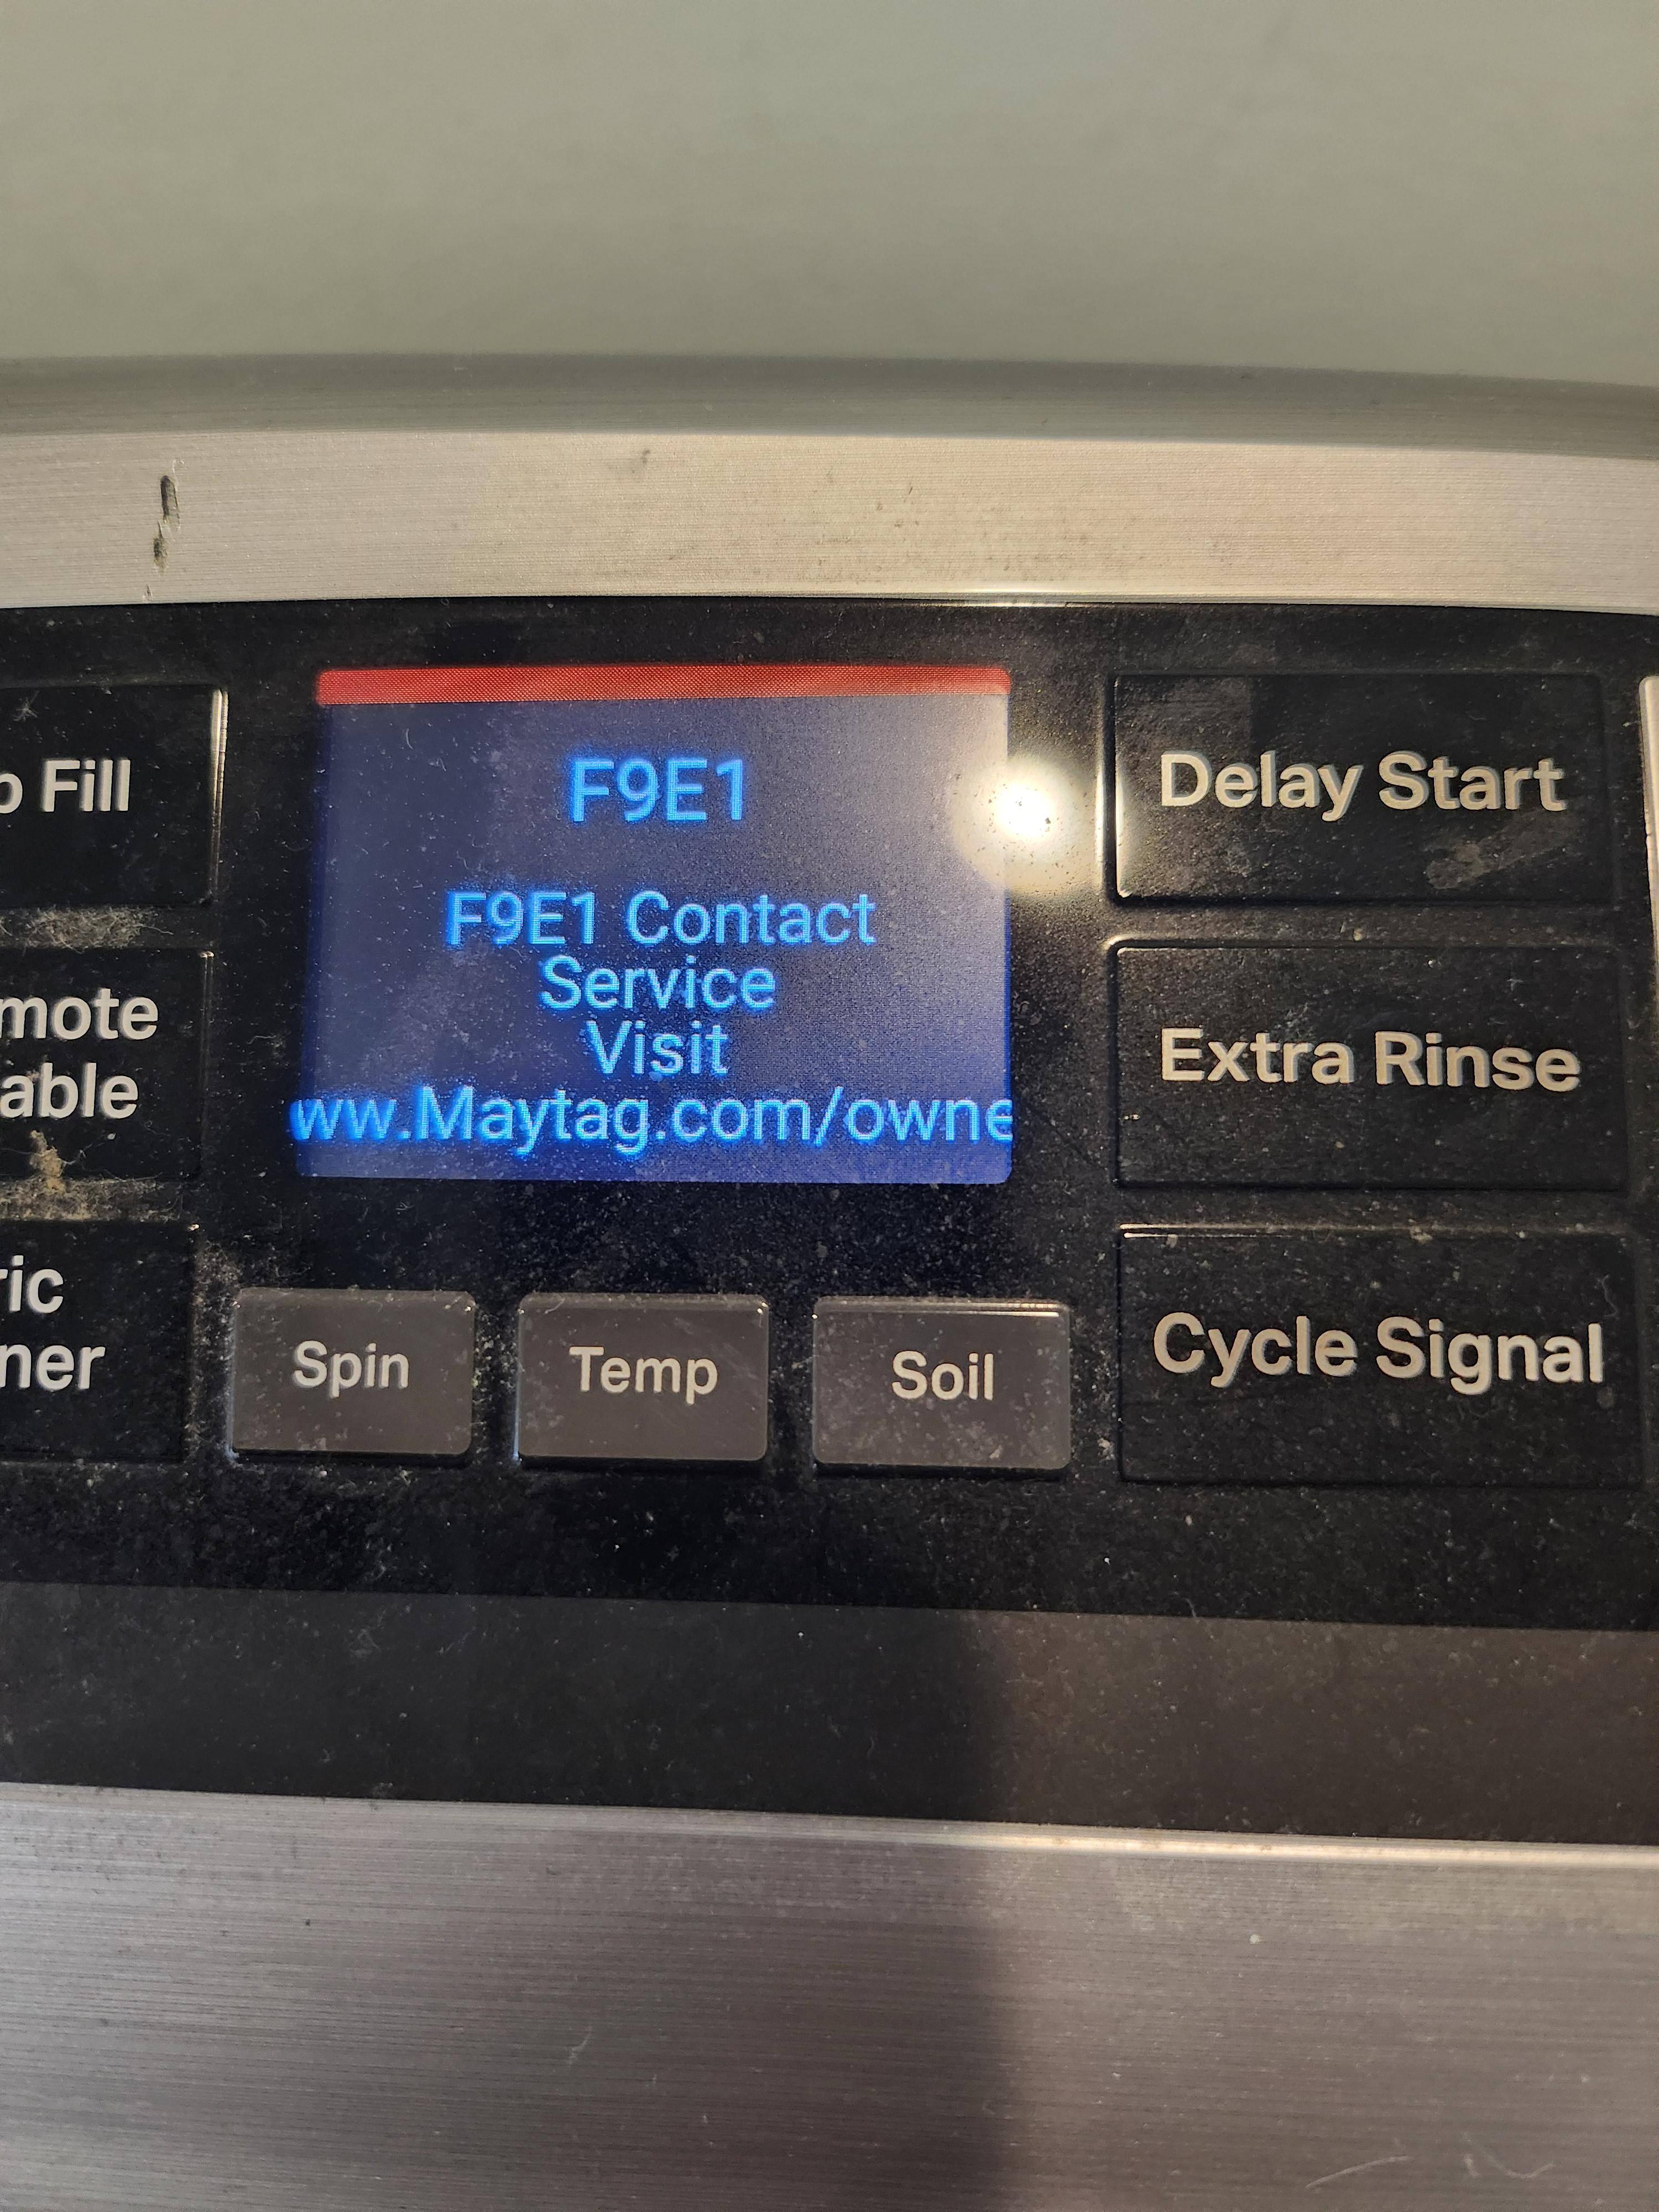 F9E1
F9E1 Contact
Service
Visit
ww.Maytag.com/owne
p Fill
mote
able
ric
ner
Delay Start
Extra Rinse
Cycle Signal
Spin
Temp
Soil